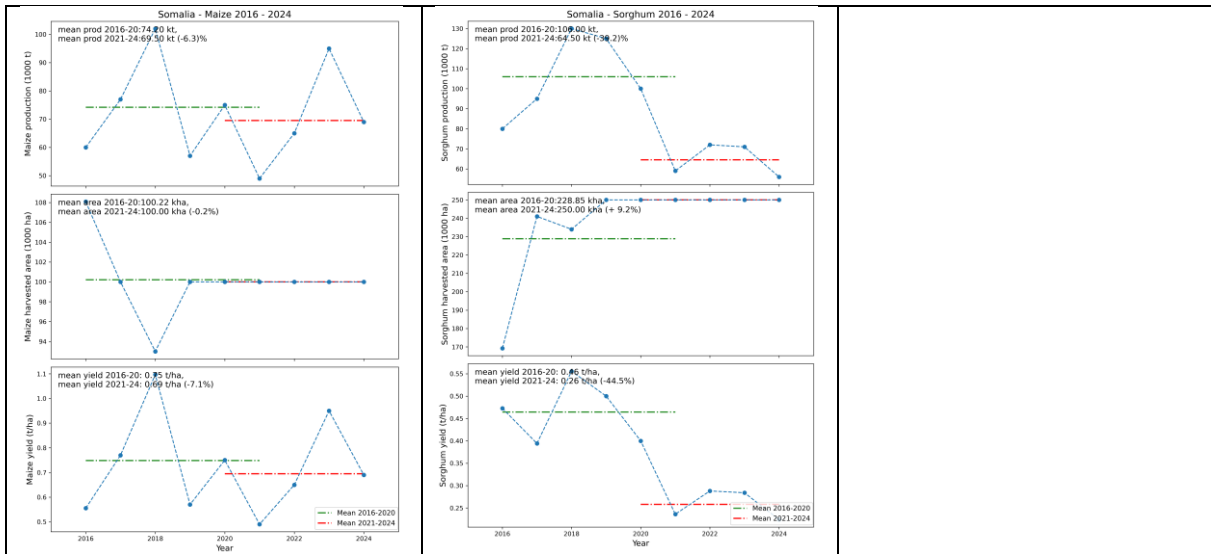 Somalia - Maize 2016 - 2024
mean prod 2016-20:74.20 kt,
mean prod 2021-24:69.50 kt (-6.3)%
Maize production (1000 t)
100
90
80
70
60
50
mean area 2016-20:100.22 kha,
mean area 2021-24:100.00 kha (-0.2%)
Maize harvested area (1000 ha)
108
106
104
102
100
98
96
94
mean yield 2016-20: 0.75 t/ha,
mean yield 2021-24: 0.69 t/ha (-7.1%)
Maize yield (t/ha)
1.1
1.0
0.9
0.8
0.7
0.6
0.5
Mean 2016-2020
Mean 2021-2024
2016
2018
2020
2022
2024
Year
Somalia - Sorghum 2016 - 2024
mean prod 2016-20:106.00 kt,
mean prod 2021-24:64.50 kt (-39.2)%
Sorghum production (1000 t)
130
120
110
100
90
80
70
60
mean area 2016-20:228.85 kha,
mean area 2021-24:250.00 kha (+ 9.2%)
Sorghum harvested area (1000 ha)
250
240
230
220
210
200
190
180
170
mean yield 2016-20: 0.46 t/ha,
mean yield 2021-24: 0.26 t/ha (-44.5%)
Sorghum yield (t/ha)
0.55
0.50
0.45
0.40
0.35
0.30
0.25
Mean 2016-2020
Mean 2021-2024
2016
2018
2020
2022
2024
Year